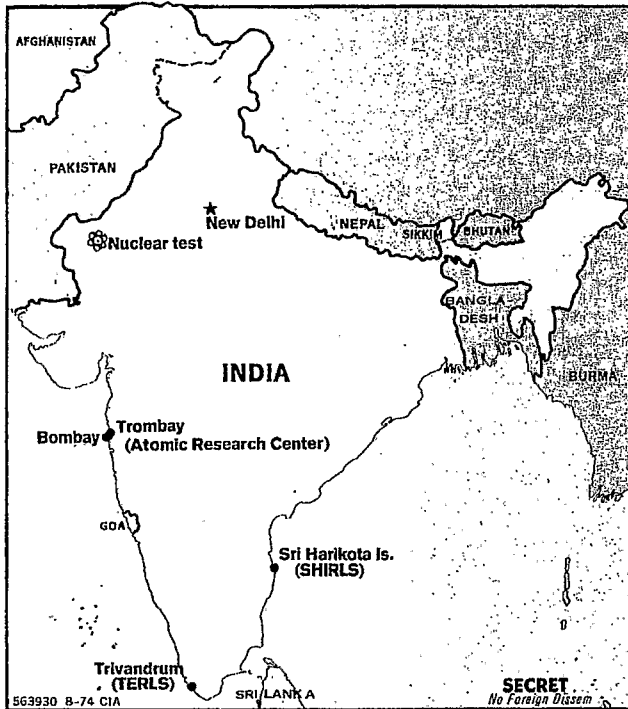 AFGHANISTAN
PAKISTAN
New Delhi
NEPAL
SIKKIM
BHUTAN
Nuclear test
BANGLA
DESH
INDIA
BURMA
Trombay
Bombay
(Atomic Research Center)
GOA
Sri Harikota Is.
(SHIRLS)
Trivandrum
(TERLS)
SRI LANKA
SECRET
No Foreign Dissem
563930 8-74 CIA